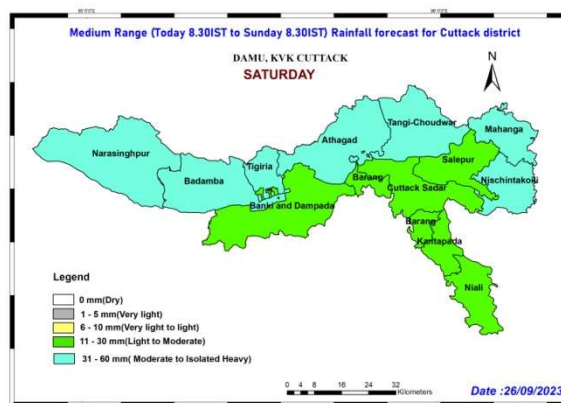 Medium Range (Today 8.30IST to Sunday 8.30IST) Rainfall forecast for Cuttack district
DAMU, KVK CUTTACK
SATURDAY
N
Tangi-Choudwar
Mahanga
Athagad
Narasinghpur
Salepur
Tigiria
Badamba
Barang
Nischintakoili
Cuttack Sadar
Banki and Dampada
Barang
Kantapada
Niali
Legend
0 mm(Dry)
1 - 5 mm(Very light)
6 - 10 mm(Very light to light)
11 - 30 mm(Light to Moderate)
31 - 60 mm( Moderate to Isolated Heavy)
0 4 8 16 24 32
Kilometers
Date :26/09/2023